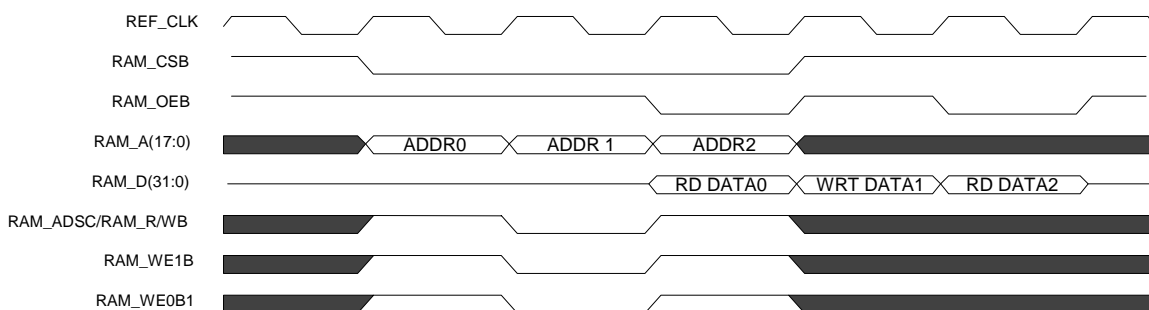 REF_CLK
RAM_CSB
RAM_OEB
RAM_A(17:0) ADDR0 ADDR 1 ADDR2
RAM_D(31:0) RD DATA0 WRT DATA1 RD DATA2
RAM_ADSC/RAM_R/WB
RAM_WE1B
RAM_WE0B1